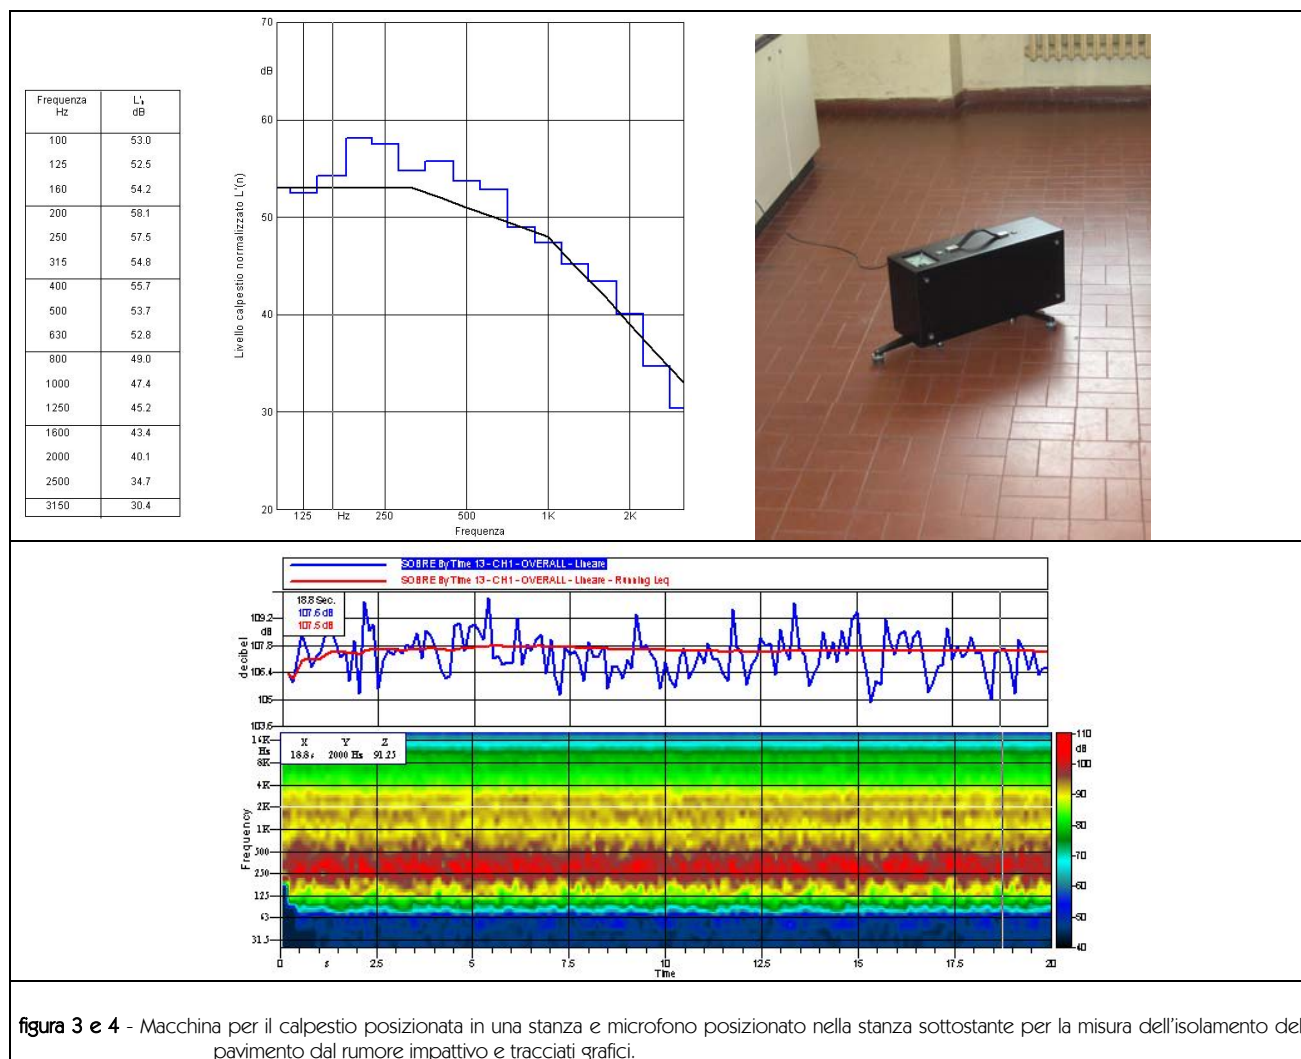 Frequenza Hz L', dB
100 53.0
125 52.5
160 54.2
200 58.1
250 57.5
315 54.8
400 55.7
500 53.7
630 52.8
800 49.0
1000 47.4
1250 45.2
1600 43.4
2000 40.1
2500 34.7
3150 30.4
70
dB
60
50
40
30
20
Livello calpestio normalizzato L'(n)
125 Hz 250 500 1K 2K
Frequenza
SOBRE By Time 13 - CH1 - OVERALL - Lineare
SOBRE By Time 13 - CH1 - OVERALL - Lineare - Running Leq
18.8 Sec.
107.6 dB
107.5 dB
109.2
dB
107.8
106.4
105
103.6
decibel
X Y Z
18.8s 2000 Hz 91.25
16K
Hz
8K
4K
2K
1K
500
250
125
63
31.5
Frequency
0 s 2.5 5 7.5 10 12.5 15 17.5 20
Time
110
dB
100
90
80
70
60
50
40
figura 3 e 4 - Macchina per il calpestio posizionata in una stanza e microfono posizionato nella stanza sottostante per la misura dell'isolamento del
pavimento dal rumore impattivo e tracciati grafici.